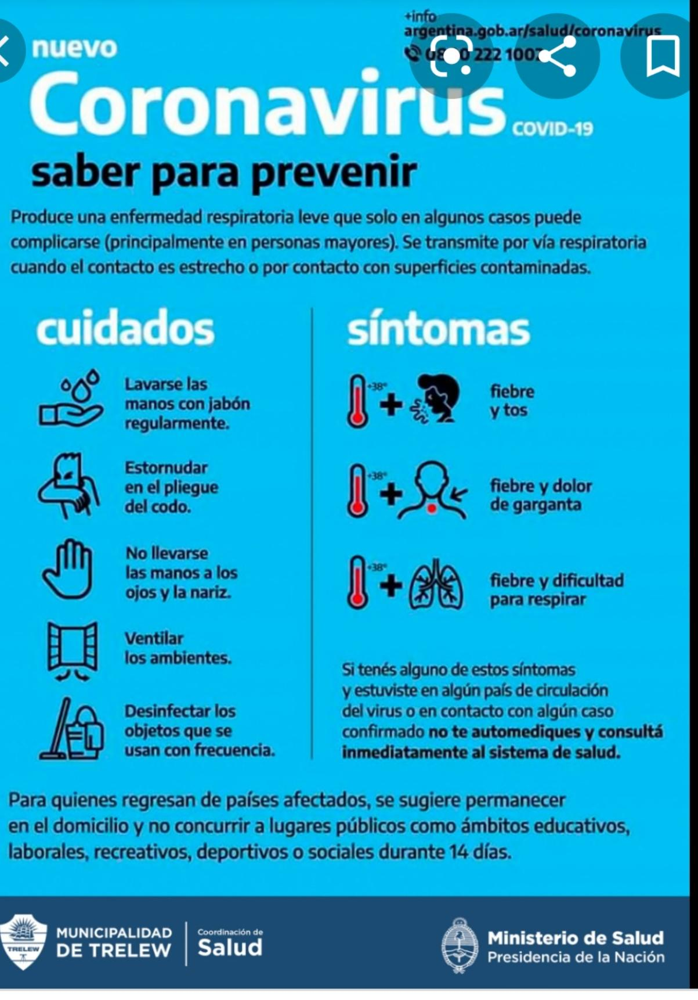 +info
argentina.gob.ar/salud/coronavirus
222 1002
nuevo
Coronavirus COVID-19
saber para prevenir
Produce una enfermedad respiratoria leve que solo en algunos casos puede
complicarse (principalmente en personas mayores). Se transmite por vía respiratoria
cuando el contacto es estrecho o por contacto con superficies contaminadas.
cuidados
Lavarse las
manos con jabón
regularmente.
Estornudar
en el pliegue
del codo.
No llevarse
las manos a los
ojos y la nariz.
Ventilar
los ambientes.
Desinfectar los
objetos que se
usan con frecuencia.
síntomas
+38°
fiebre
y tos
+38°
fiebre y dolor
de garganta
+38°
fiebre y dificultad
para respirar
Si tenés alguno de estos síntomas
y estuviste en algún país de circulación
del virus o en contacto con algún caso
confirmado no te automediques y consultá
inmediatamente al sistema de salud.
Para quienes regresan de países afectados, se sugiere permanecer
en el domicilio y no concurrir a lugares públicos como ámbitos educativos,
laborales, recreativos, deportivos o sociales durante 14 días.
TRELEW
MUNICIPALIDAD
DE TRELEW
Coordinación de
Salud
Ministerio de Salud
Presidencia de la Nación